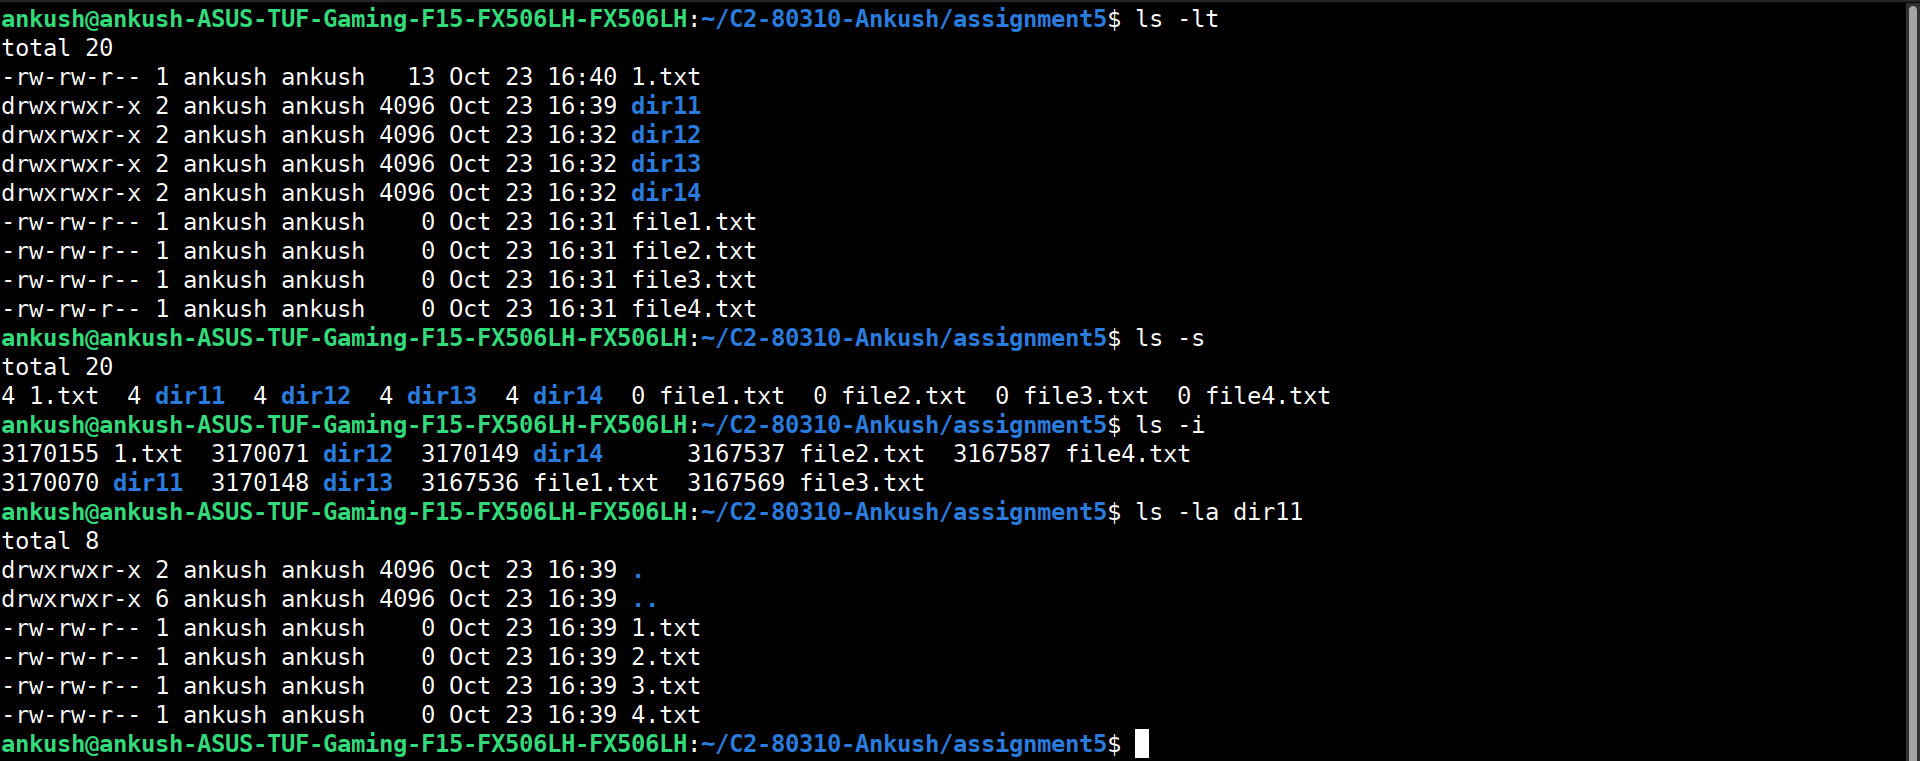 ankush@ankush-ASUS-TUF-Gaming-F15-FX506LH-FX506LH:~/C2-80310-Ankush/assignment5$ ls -lt
total 20
-rw-rw-r-- 1 ankush ankush   13 Oct 23 16:40 1.txt
drwxrwxr-x 2 ankush ankush 4096 Oct 23 16:39 dir11
drwxrwxr-x 2 ankush ankush 4096 Oct 23 16:32 dir12
drwxrwxr-x 2 ankush ankush 4096 Oct 23 16:32 dir13
drwxrwxr-x 2 ankush ankush 4096 Oct 23 16:32 dir14
-rw-rw-r-- 1 ankush ankush    0 Oct 23 16:31 file1.txt
-rw-rw-r-- 1 ankush ankush    0 Oct 23 16:31 file2.txt
-rw-rw-r-- 1 ankush ankush    0 Oct 23 16:31 file3.txt
-rw-rw-r-- 1 ankush ankush    0 Oct 23 16:31 file4.txt
ankush@ankush-ASUS-TUF-Gaming-F15-FX506LH-FX506LH:~/C2-80310-Ankush/assignment5$ ls -s
total 20
4 1.txt  4 dir11  4 dir12  4 dir13  4 dir14  0 file1.txt  0 file2.txt  0 file3.txt  0 file4.txt
ankush@ankush-ASUS-TUF-Gaming-F15-FX506LH-FX506LH:~/C2-80310-Ankush/assignment5$ ls -i
3170155 1.txt  3170071 dir12  3170149 dir14      3167537 file2.txt  3167587 file4.txt
3170070 dir11  3170148 dir13  3167536 file1.txt  3167569 file3.txt
ankush@ankush-ASUS-TUF-Gaming-F15-FX506LH-FX506LH:~/C2-80310-Ankush/assignment5$ ls -la dir11
total 8
drwxrwxr-x 2 ankush ankush 4096 Oct 23 16:39 .
drwxrwxr-x 6 ankush ankush 4096 Oct 23 16:39 ..
-rw-rw-r-- 1 ankush ankush    0 Oct 23 16:39 1.txt
-rw-rw-r-- 1 ankush ankush    0 Oct 23 16:39 2.txt
-rw-rw-r-- 1 ankush ankush    0 Oct 23 16:39 3.txt
-rw-rw-r-- 1 ankush ankush    0 Oct 23 16:39 4.txt
ankush@ankush-ASUS-TUF-Gaming-F15-FX506LH-FX506LH:~/C2-80310-Ankush/assignment5$